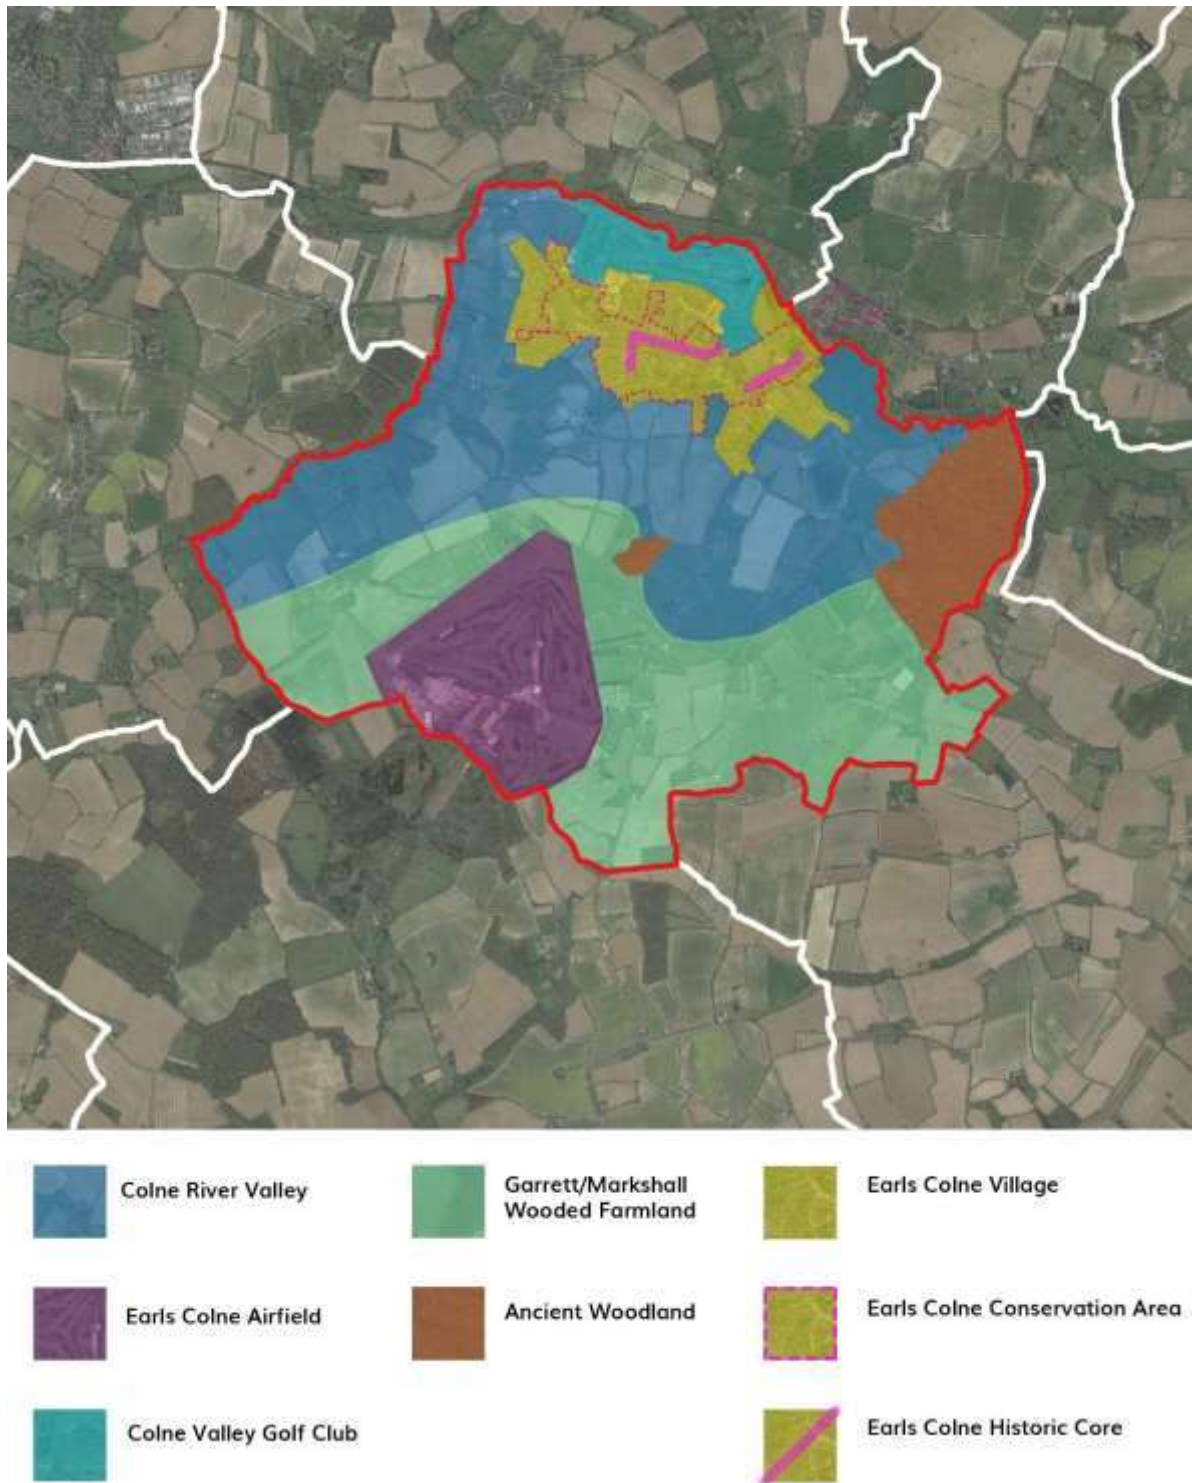 Colne River Valley
Garrett/Markshall
Wooded Farmland
Earls Colne Village
Earls Colne Airfield
Ancient Woodland
Earls Colne Conservation Area
Colne Valley Golf Club
Earls Colne Historic Core